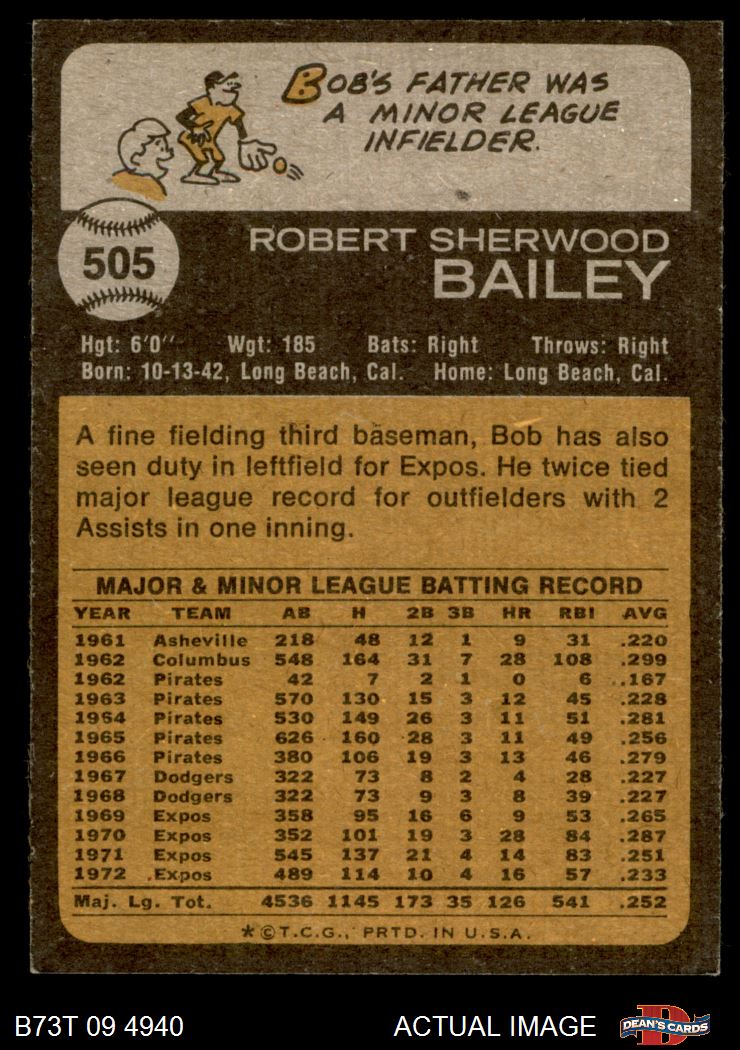 BOB'S FATHER WAS
A MINOR LEAGUE
INFIELDER.
505
ROBERT SHERWOOD
BAILEY
Hgt: 6'0" Wgt: 185 Bats: Right Throws: Right
Born: 10-13-42, Long Beach, Cal. Home: Long Beach, Cal.
A fine fielding third baseman, Bob has also
seen duty in leftfield for Expos. He twice tied
major league record for outfielders with 2
Assists in one inning.
MAJOR & MINOR LEAGUE BATTING RECORD
YEAR TEAM AB H 2B 3B HR RBI AVG
1961 Asheville 218 48 12 1 9 31 .220
1962 Columbus 548 164 31 7 28 108 .299
1962 Pirates 42 7 2 1 0 6 .167
1963 Pirates 570 130 15 3 12 45 .228
1964 Pirates 530 149 26 3 11 51 .281
1965 Pirates 626 160 28 3 11 49 .256
1966 Pirates 380 106 19 3 13 46 .279
1967 Dodgers 322 73 8 2 4 28 .227
1968 Dodgers 322 73 9 3 8 39 .227
1969 Expos 358 95 16 6 9 53 .265
1970 Expos 352 101 19 3 28 84 .287
1971 Expos 545 137 21 4 14 83 .251
1972 Expos 489 114 10 4 16 57 .233
Maj. Lg. Tot. 4536 1145 173 35 126 541 .252
*©T.C.G., PRTD. IN U.S.A.
B73T 09 4940 ACTUAL IMAGE D DEAN'S CARDS